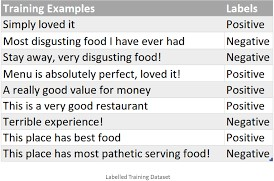 Training Examples Labels
Simply loved it Positive
Most disgusting food I have ever had Negative
Stay away, very disgusting food! Negative
Menu is absolutely perfect, loved it! Positive
A really good value for money Positive
This is a very good restaurant Positive
Terrible experience! Negative
This place has best food Positive
This place has most pathetic serving food! Negative
Labelled Training Dataset